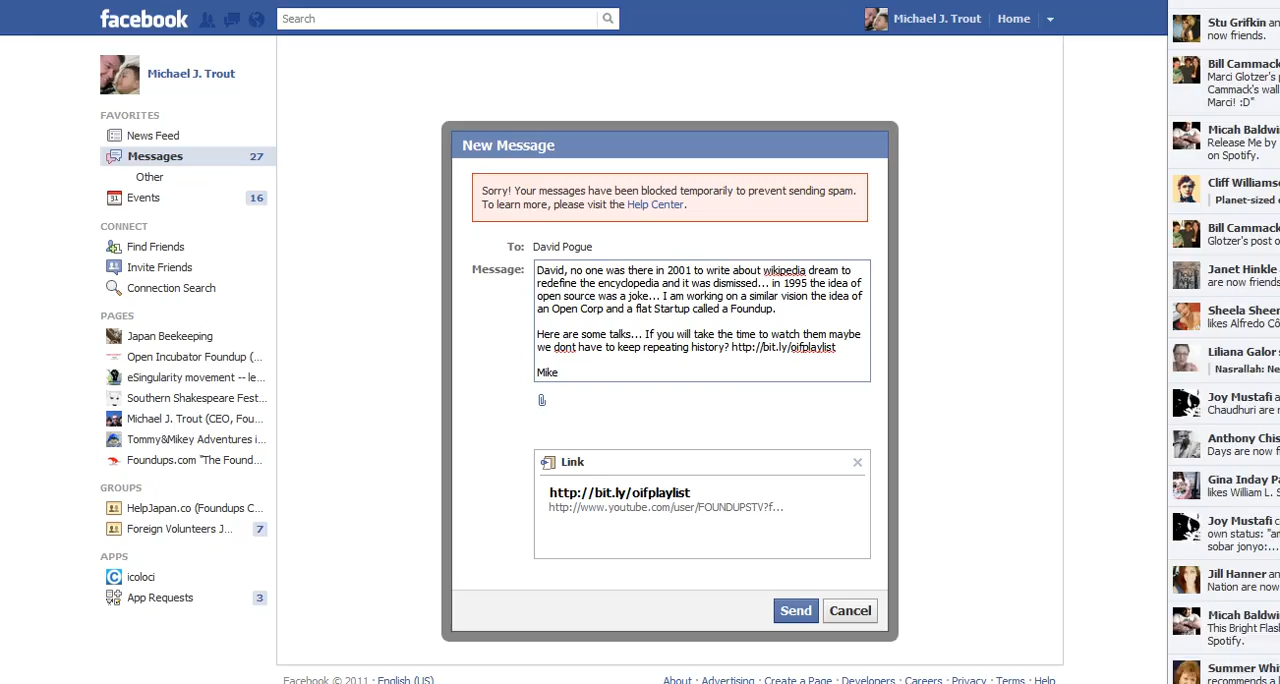 facebook
Search
Michael J. Trout
Home
Michael J. Trout
FAVORITES
News Feed
Messages 27
Other
Events 16
CONNECT
Find Friends
Invite Friends
Connection Search
PAGES
Japan Beekeeping
Open Incubator Foundup (...
eSingularity movement -- le...
Southern Shakespeare Fest...
Michael J. Trout (CEO, Fou...
Tommy&Mikey Adventures i...
Foundups.com "The Found...
GROUPS
HelpJapan.co (Foundups C...
Foreign Volunteers J... 7
APPS
icoloci
App Requests 3
New Message
Sorry! Your messages have been blocked temporarily to prevent sending spam.
To learn more, please visit the Help Center.
To: David Pogue
Message:
David, no one was there in 2001 to write about wikipedia dream to
redefine the encyclopedia and it was dismissed... in 1995 the idea of
open source was a joke... I am working on a similar vision the idea of
an Open Corp and a flat Startup called a Foundup.
Here are some talks... If you will take the time to watch them maybe
we dont have to keep repeating history? http://bit.ly/oifplaylist
Mike
Link
http://bit.ly/oifplaylist
http://www.youtube.com/user/FOUNDUPSTV?f...
Send
Cancel
Facebook © 2011 · English (US)
About · Advertising · Create a Page · Developers · Careers · Privacy · Terms · Help
Stu Grifkin an
now friends.
Bill Cammack
Marci Glotzer's p
Cammack's wall
Marci! :D"
Micah Baldwi
Release Me by
on Spotify.
Cliff Williamso
Planet-sized
Bill Cammack
Glotzer's post o
Janet Hinkle
are now friends
Sheela Sheer
likes Alfredo Cô
Liliana Galor
Nasrallah: Ne
Joy Mustafi a
Chaudhuri are n
Anthony Chis
Days are now f
Gina Inday Pa
likes William L. S
Joy Mustafi c
own status: "an
sobar jonyo:...
Jill Hanner an
Nation are now
Micah Baldwi
This Bright Flash
Spotify.
Summer Whi
recommends a l